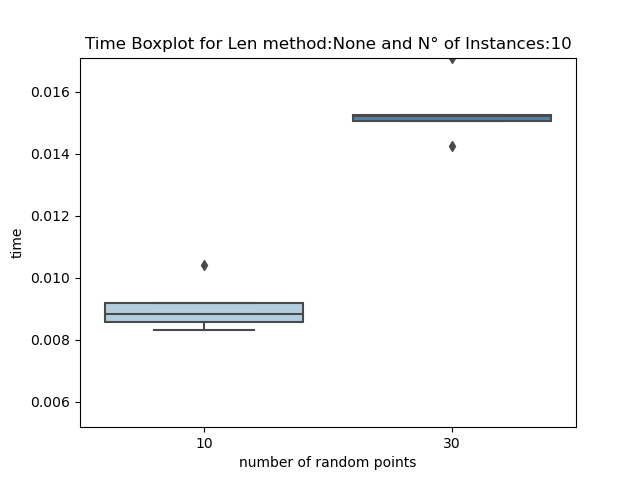 Time Boxplot for Len method:None and N° of Instances:10
0.016
0.014
0.012
0.010
0.008
0.006
time
10 30
number of random points